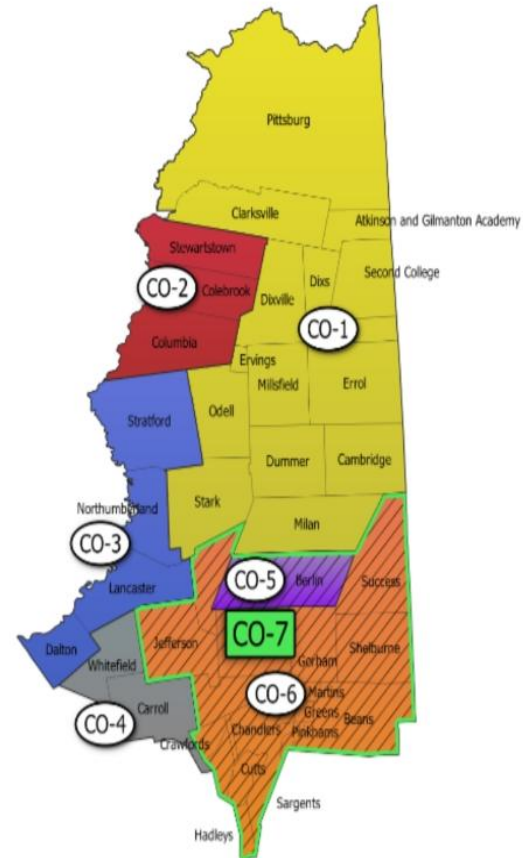 Pittsburg
Clarksville
Atkinson and Gilmanton Academy
Stewartstown
Second College
Dixs
CO-2
Colebrook
Dixville
CO-1
Columbia
Ervings
Millsfield
Errol
Odell
Stratford
Dummer
Cambridge
Stark
Northumberland
Milan
CO-3
CO-5
Berlin
Success
Lancaster
CO-7
Jefferson
Dalton
Shelburne
Whitefield
Gorham
CO-6
Martins
Carroll
Greens
CO-4
Chandlers
Beans
Pinkhams
Crawfords
Cutts
Sargents
Hadleys